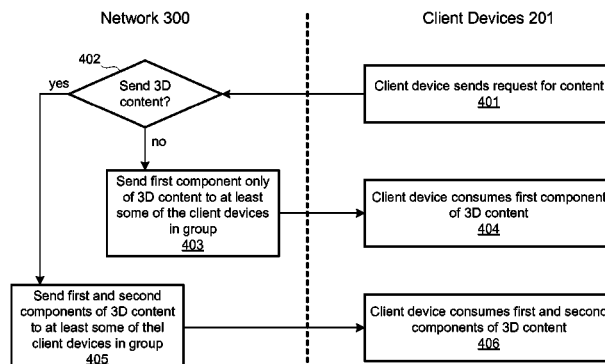 Network 300
Client Devices 201
402
yes
Send 3D
content?
Client device sends request for content
401
no
Send first component only
of 3D content to at least
some of the client devices
in group
403
Client device consumes first component
of 3D content
404
Send first and second
components of 3D content
to at least some of thel
client devices in group
405
Client device consumes first and second
components of 3D content
406